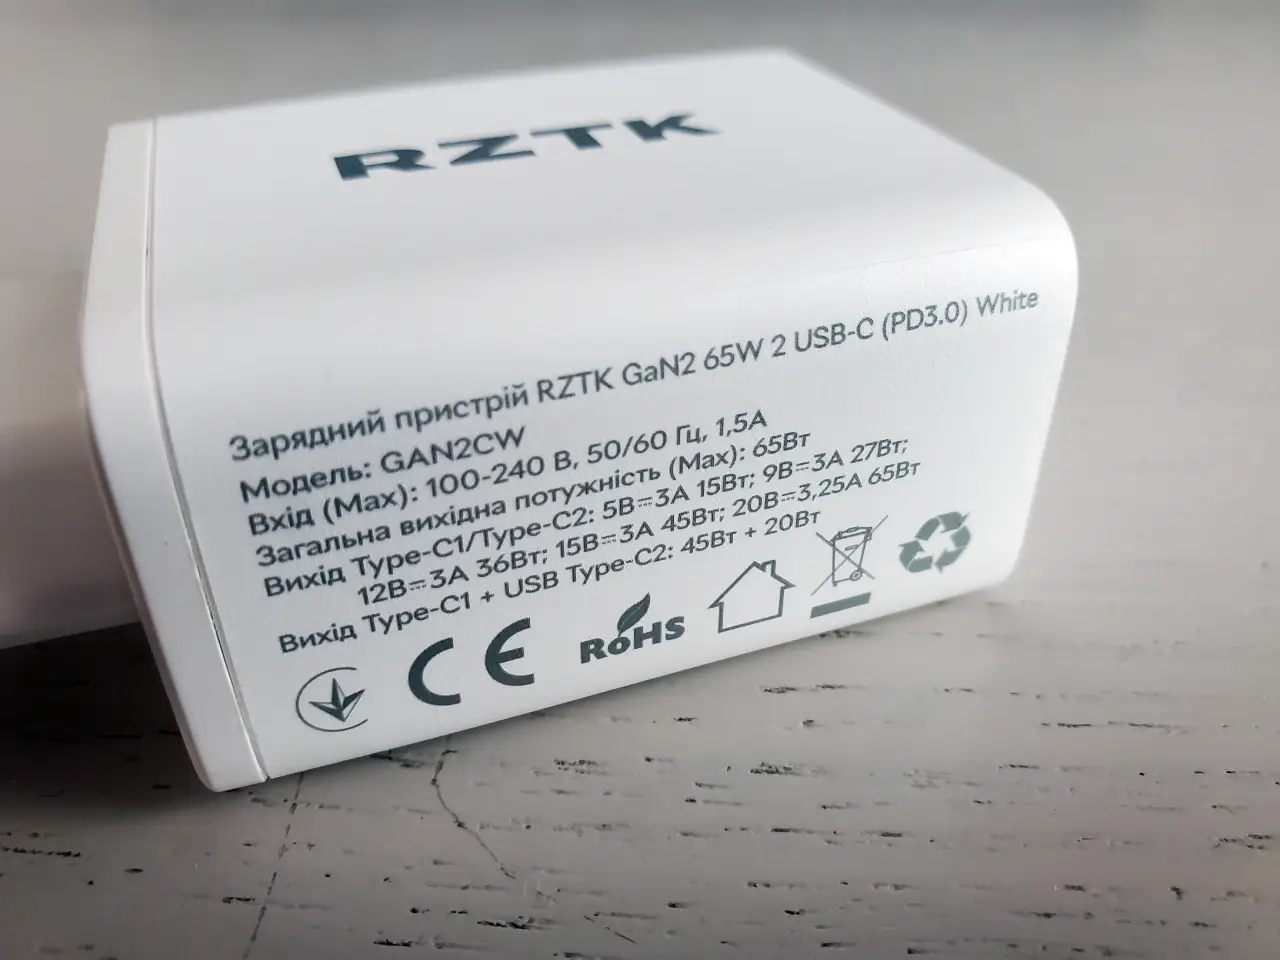 RZTK
Зарядний пристрій RZTK GaN2 65W 2 USB-C (PD3.0) White
Модель: GAN2CW
Вхід (Max): 100-240 В, 50/60 Гц, 1,5А
Загальна вихідна потужність (Max): 65Вт
Вихід Type-C1/Type-C2: 5В⎓3А 15Вт; 9В⎓3А 27Вт;
12В⎓3А 36Вт; 15В⎓3А 45Вт; 20В⎓3,25А 65Вт
Вихід Type-C1 + USB Type-C2: 45Вт + 20Вт
CE RoHS